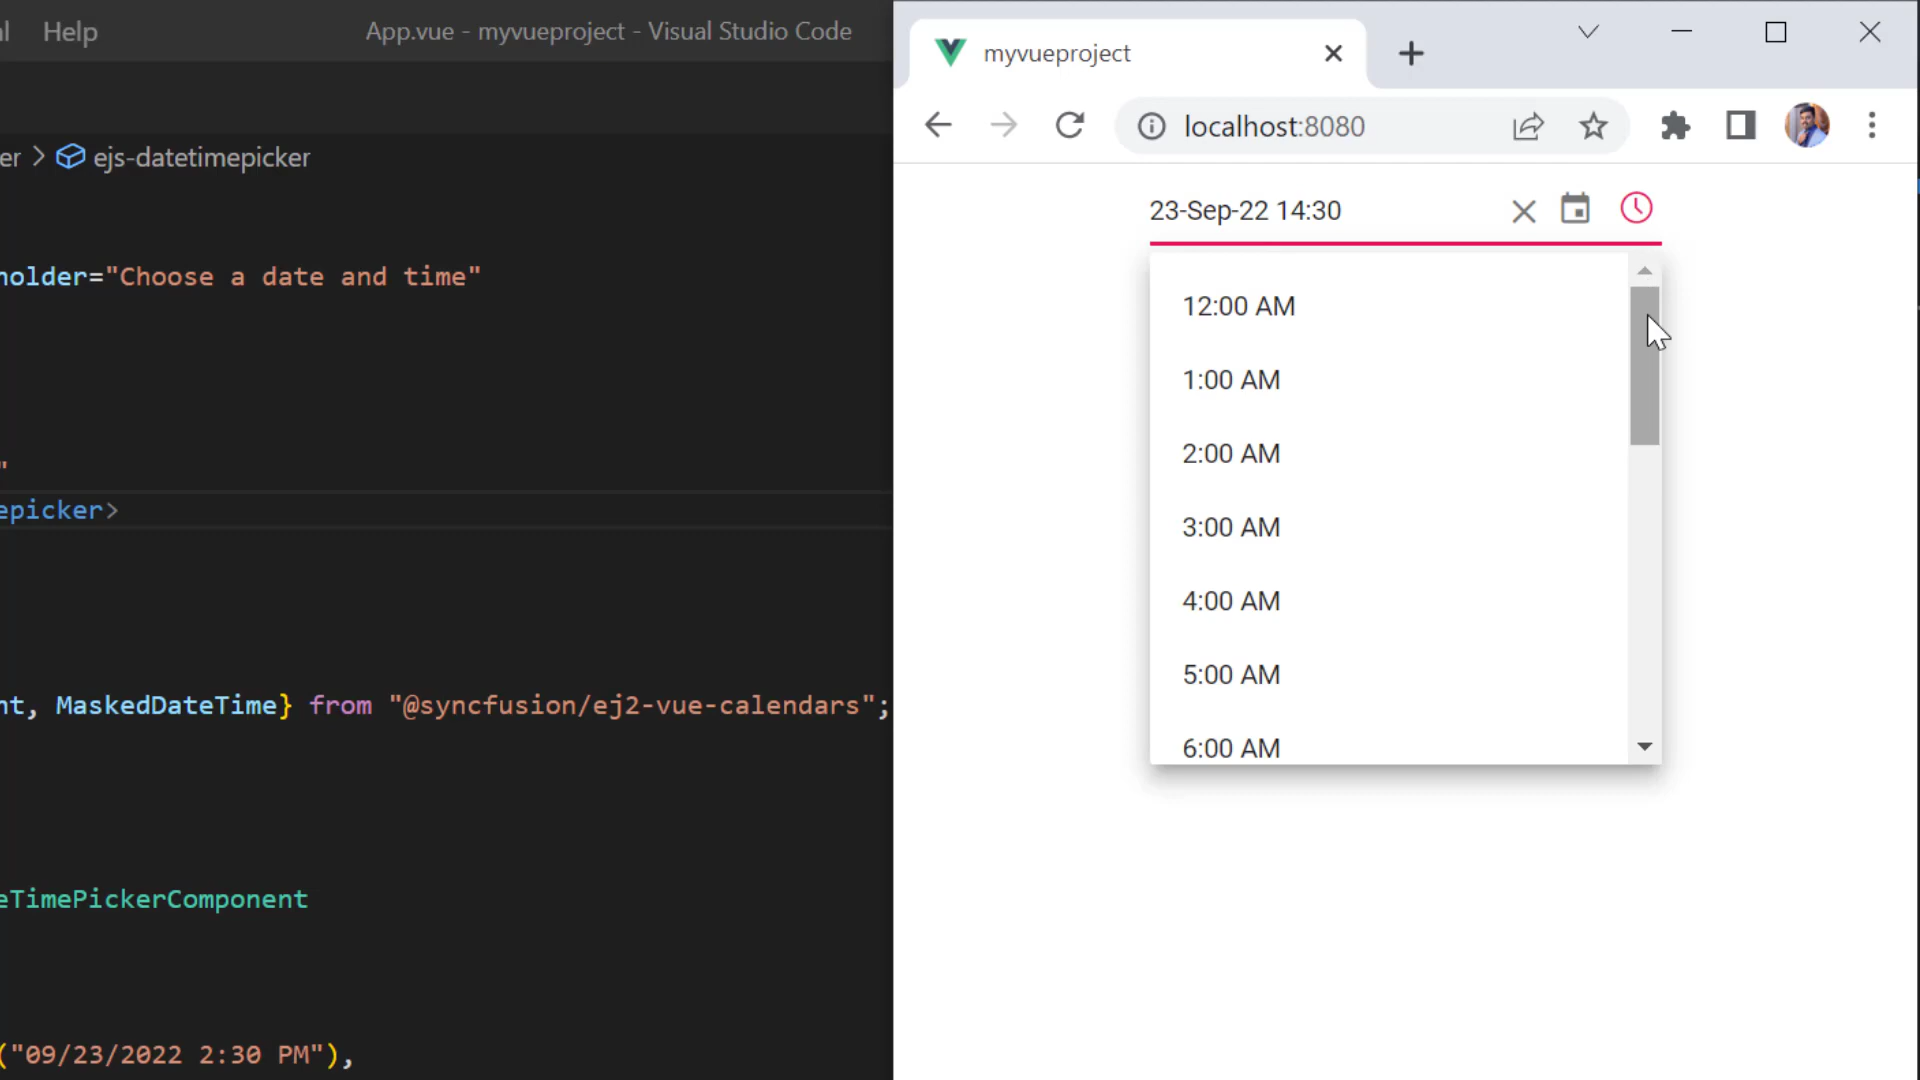 l Help
App.vue - myvueproject - Visual Studio Code
er > ejs-datetimepicker
holder="Choose a date and time"
"
epicker>
nt, MaskedDateTime} from "@syncfusion/ej2-vue-calendars";
eTimePickerComponent
("09/23/2022 2:30 PM"),
myvueproject
localhost:8080
23-Sep-22 14:30
12:00 AM
1:00 AM
2:00 AM
3:00 AM
4:00 AM
5:00 AM
6:00 AM